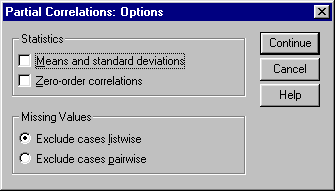 Partial Correlations: Options
Statistics
Means and standard deviations
Zero-order correlations
Missing Values
Exclude cases listwise
Exclude cases pairwise
Continue
Cancel
Help